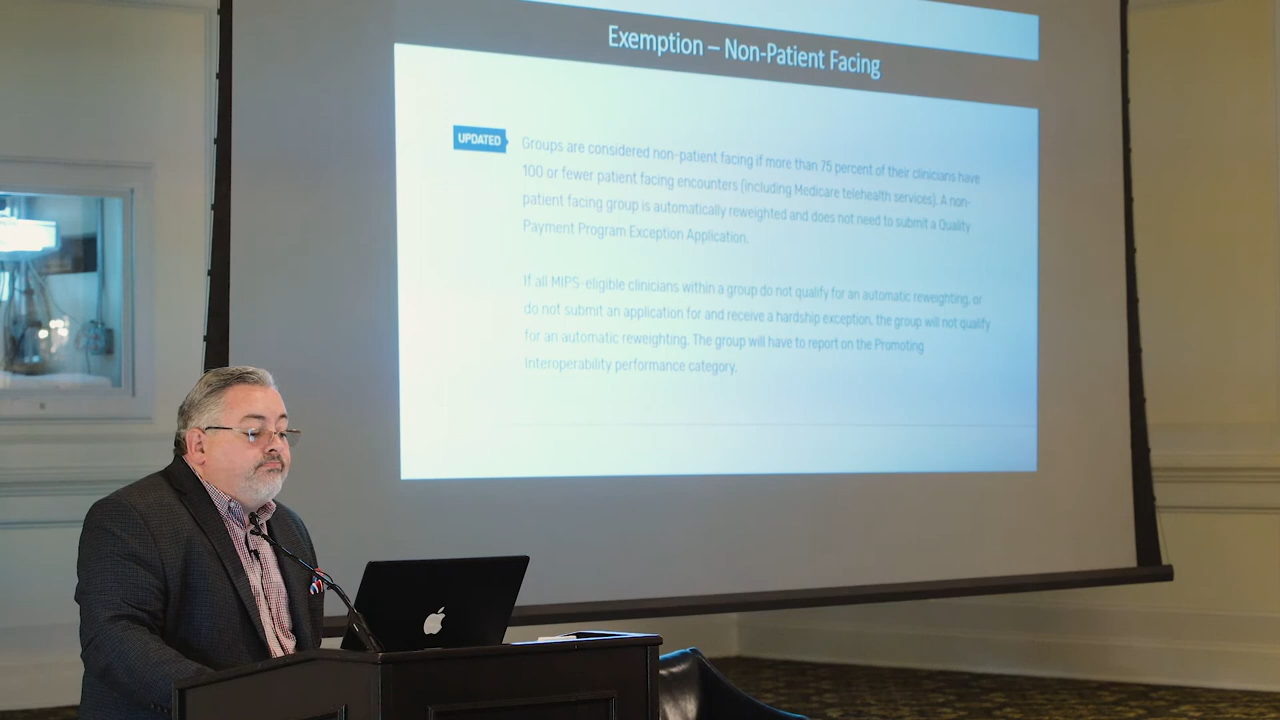 Exemption – Non-Patient Facing
UPDATED
Groups are considered non-patient facing if more than 75 percent of their clinicians have
100 or fewer patient facing encounters (including Medicare telehealth services). A non-
patient facing group is automatically reweighted and does not need to submit a Quality
Payment Program Exception Application.
If all MIPS-eligible clinicians within a group do not qualify for an automatic reweighting, or
do not submit an application for and receive a hardship exception, the group will not qualify
for an automatic reweighting. The group will have to report on the Promoting
Interoperability performance category.